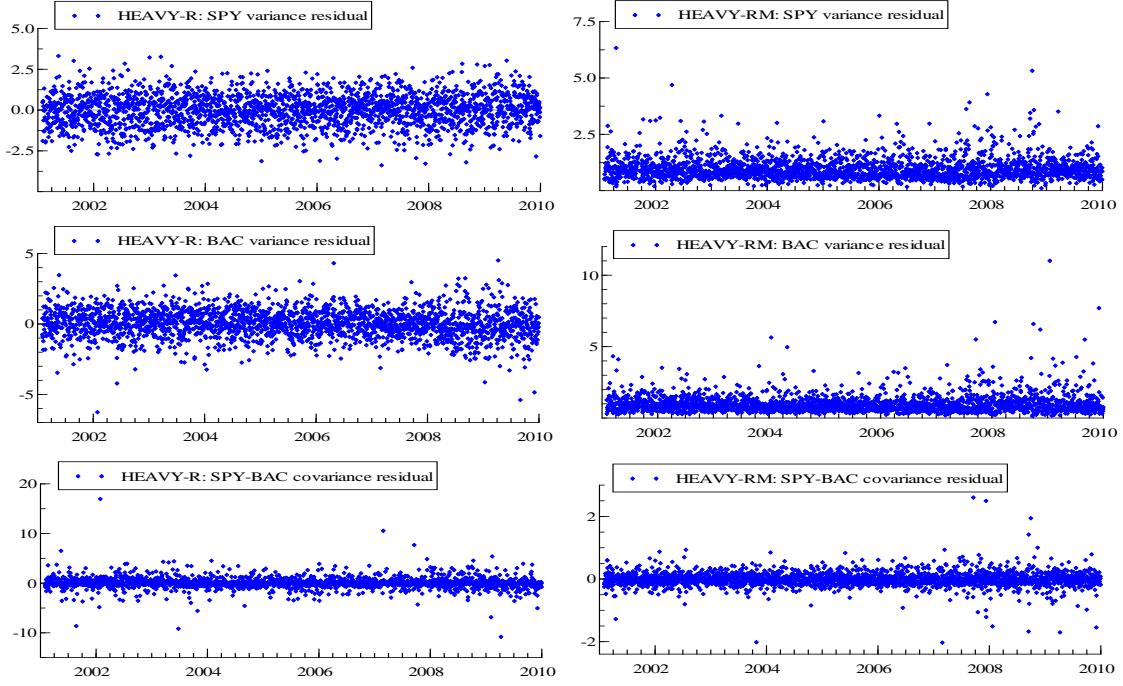 HEAVY-R: SPY variance residual
5.0
2.5
0.0
-2.5
2002 2004 2006 2008 2010
HEAVY-RM: SPY variance residual
7.5
5.0
2.5
2002 2004 2006 2008 2010
HEAVY-R: BAC variance residual
5
0
-5
2002 2004 2006 2008 2010
HEAVY-RM: BAC variance residual
10
5
2002 2004 2006 2008 2010
HEAVY-R: SPY-BAC covariance residual
20
10
0
-10
2002 2004 2006 2008 2010
HEAVY-RM: SPY-BAC covariance residual
2
0
-2
2002 2004 2006 2008 2010